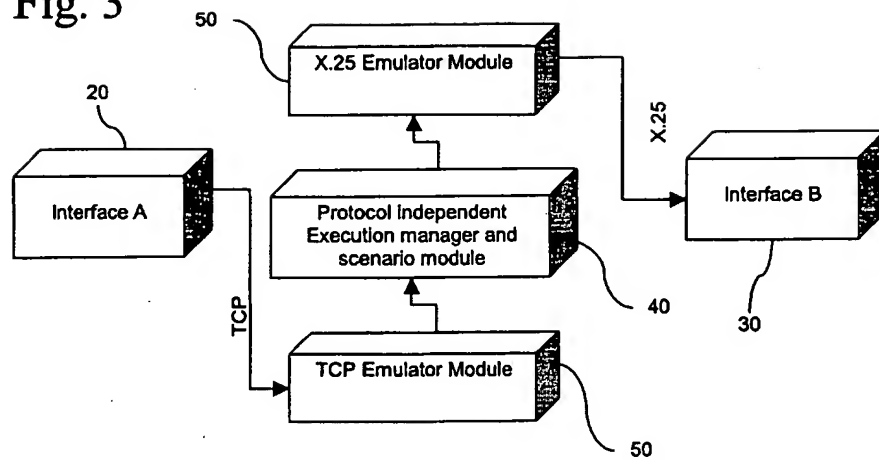 Fig. 3
50
X.25 Emulator Module
20
X.25
Interface A
Interface B
Protocol independent
Execution manager and
scenario module
40
30
TCP
TCP Emulator Module
50